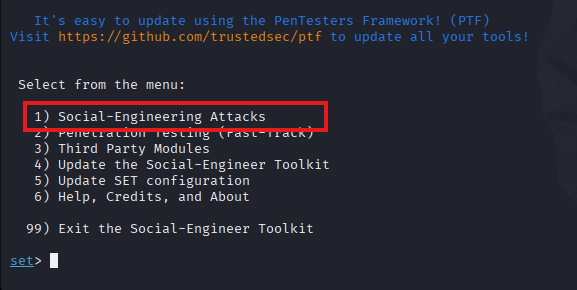 It's easy to update using the PenTesters Framework! (PTF)
Visit https://github.com/trustedsec/ptf to update all your tools!
Select from the menu:
1) Social-Engineering Attacks
2) Penetration Testing (Fast-Track)
3) Third Party Modules
4) Update the Social-Engineer Toolkit
5) Update SET configuration
6) Help, Credits, and About
99) Exit the Social-Engineer Toolkit
set>